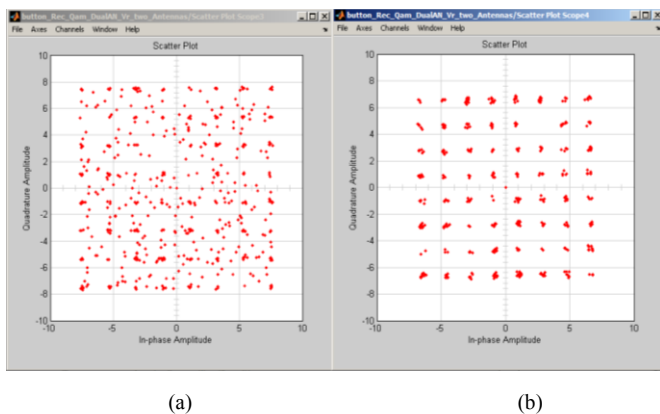 button_Rec_Qam_DualAN_Vr_two_Antennas/Scatter Plot Scope3
File Axes Channels Window Help
Scatter Plot
Quadrature Amplitude
10
8
6
4
2
0
-2
-4
-6
-8
-10
-10 -5 0 5 10
In-phase Amplitude
(a)
button_Rec_Qam_DualAN_Vr_two_Antennas/Scatter Plot Scope4
File Axes Channels Window Help
Scatter Plot
Quadrature Amplitude
10
8
6
4
2
0
-2
-4
-6
-8
-10
-10 -5 0 5 10
In-phase Amplitude
(b)